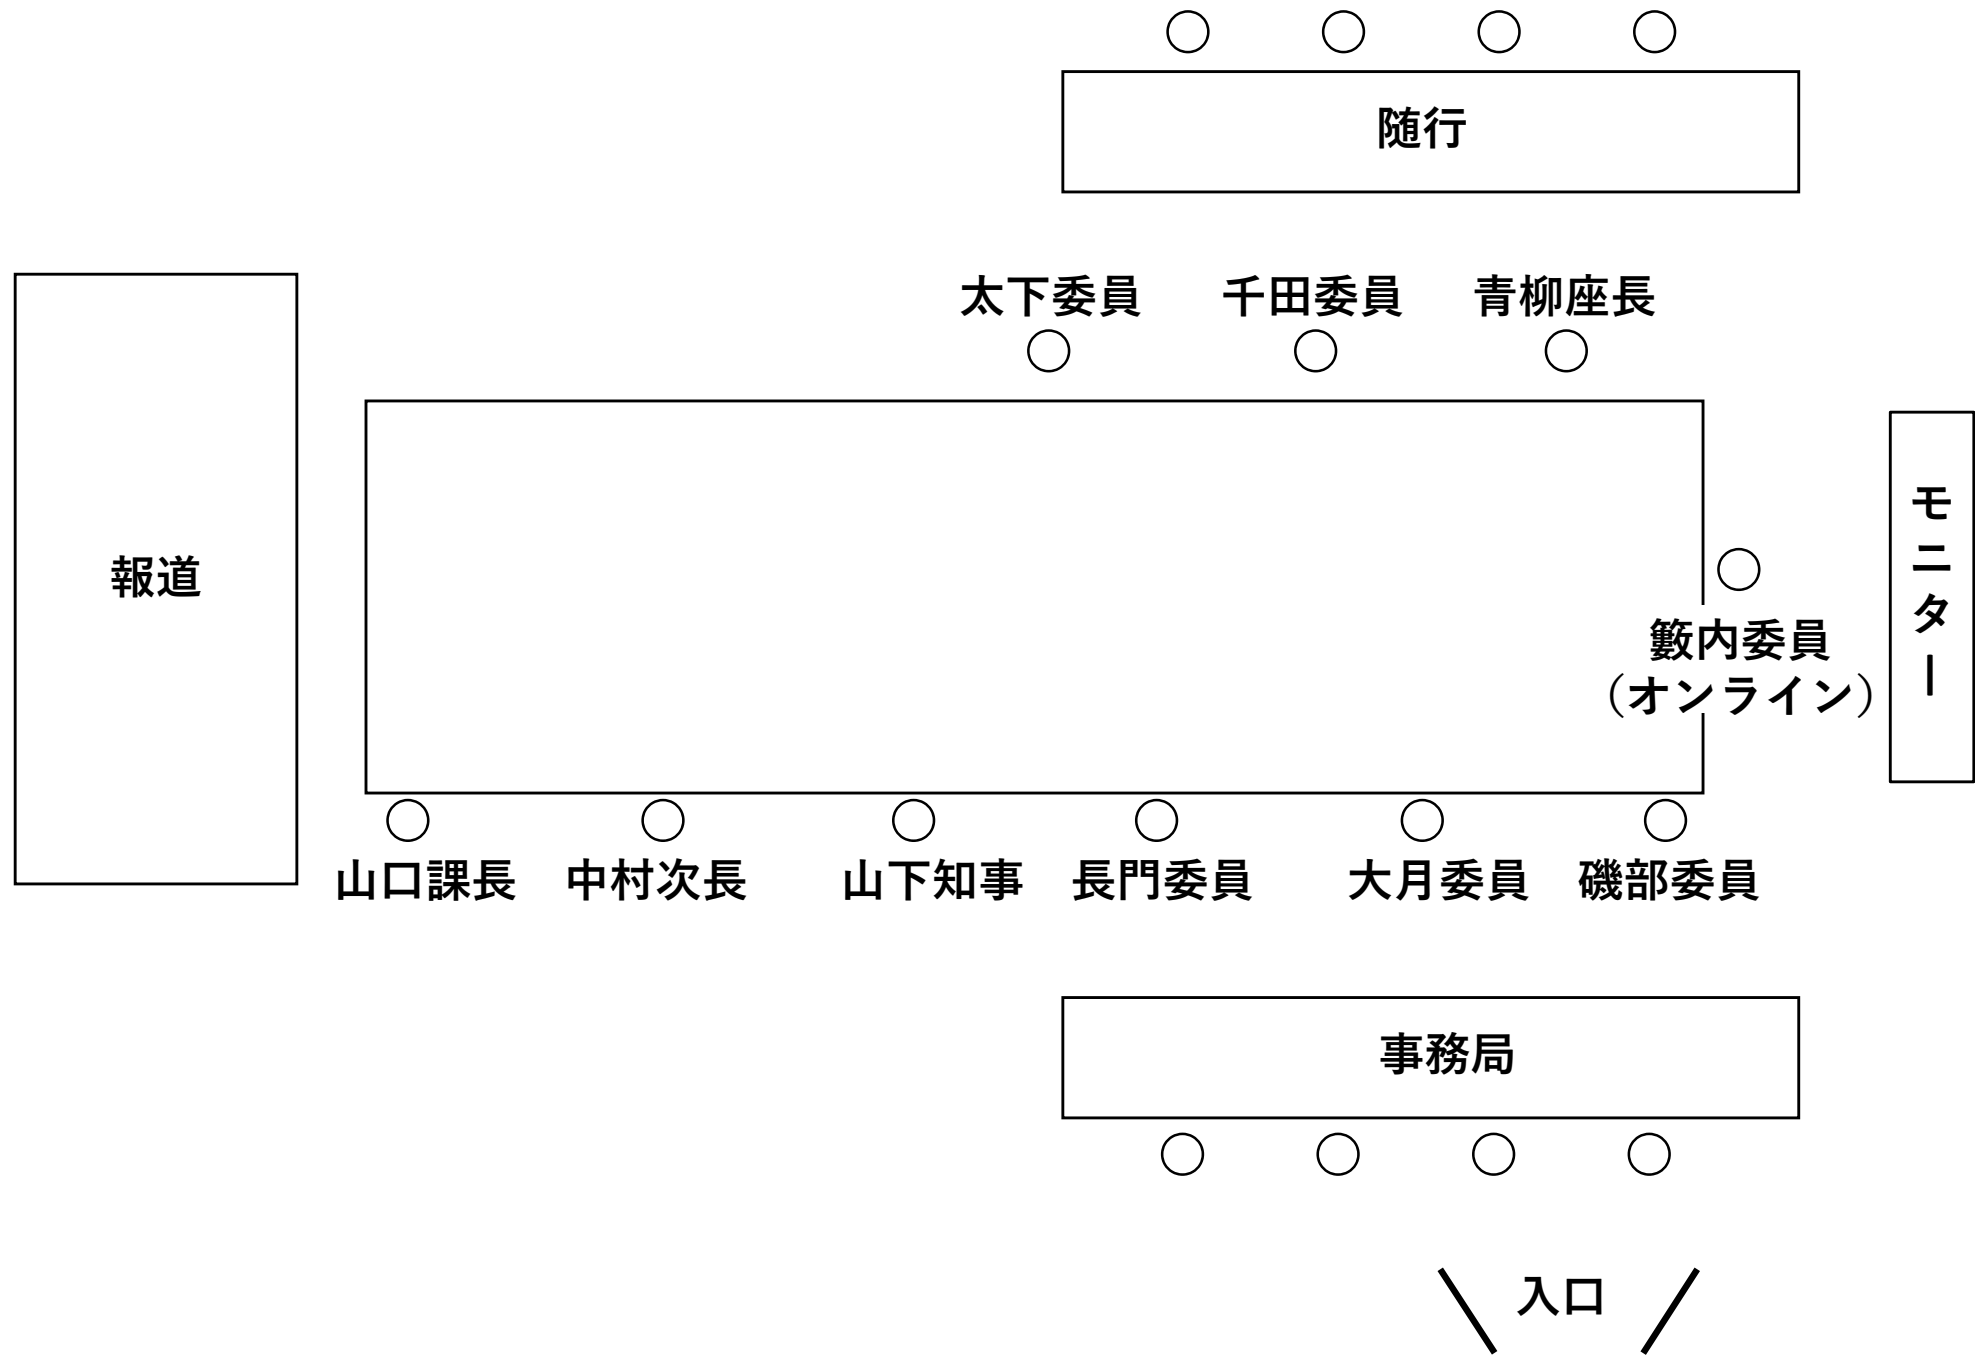 随行
太下委員
千田委員
青柳座長
報道
モニター
籔内委員
（オンライン）
山口課長
中村次長
山下知事
長門委員
大月委員
磯部委員
事務局
入口